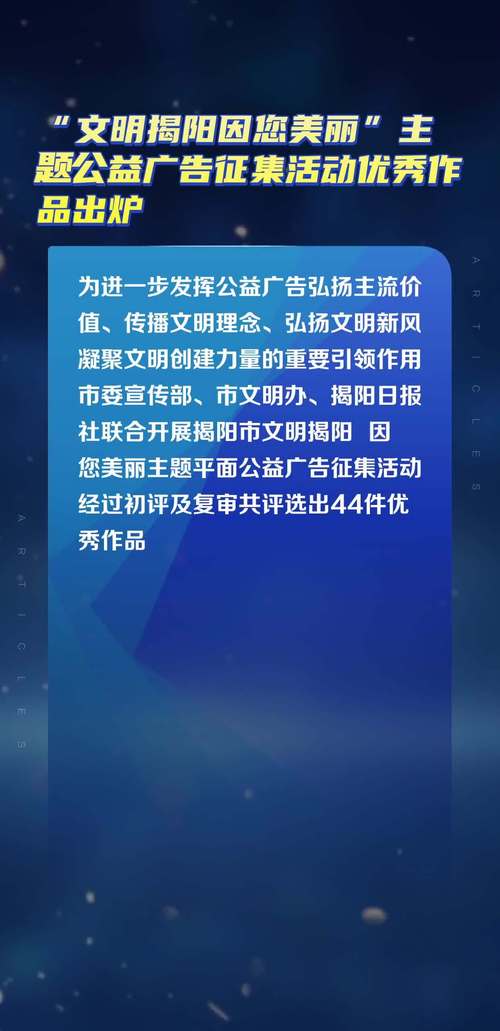 “文明揭阳因您美丽”主
题公益广告征集活动优秀作
品出炉
为进一步发挥公益广告弘扬主流价
值、传播文明理念、弘扬文明新风
凝聚文明创建力量的重要引领作用
市委宣传部、市文明办、揭阳日报
社联合开展揭阳市文明揭阳 因
您美丽主题平面公益广告征集活动
经过初评及复审共评选出44件优
秀作品
ARTICLES
ARTICLES